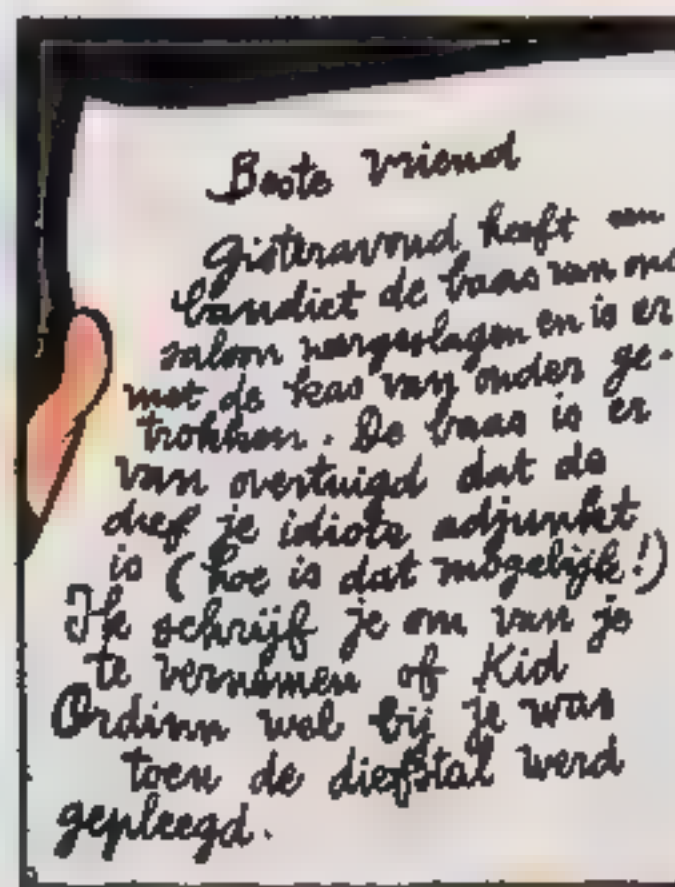 Beste vriend
Gisteravond heeft een
bandiet de baas van ons
saloon neergeslagen en is er
met de kas van onder ge-
trokken. De baas is er
van overtuigd dat de
dief je idiote adjunkt
is (hoe is dat mogelijk!)
Ik schrijf je om van je
te vernemen of Kid
Ordinn wel bij je was
toen de diefstal werd
gepleegd.